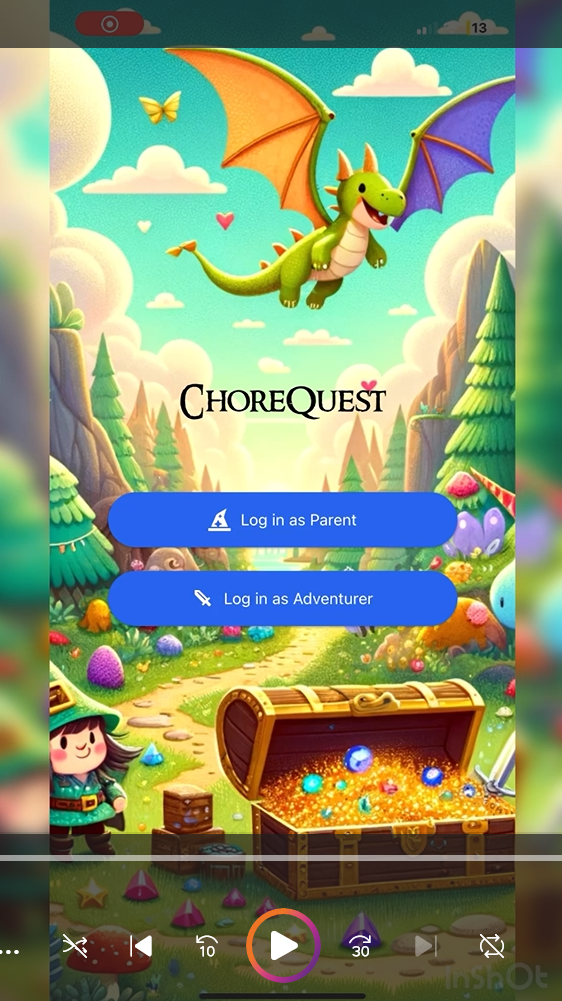 13
CHOREQUEST
Log in as Parent
Log in as Adventurer
10
30
InShOt